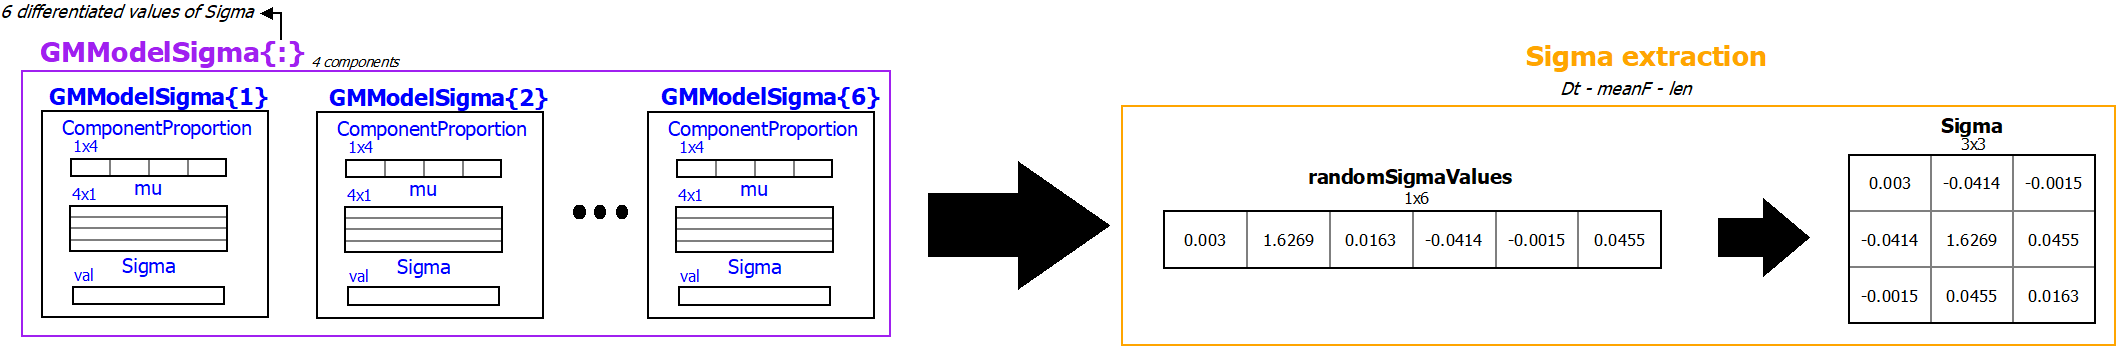 6 differentiated values of Sigma
GMModelSigma{:}
4 components
GMModelSigma{1}
ComponentProportion
1x4
mu
4x1
Sigma
val
GMModelSigma{2}
ComponentProportion
1x4
mu
4x1
Sigma
val
GMModelSigma{6}
ComponentProportion
1x4
mu
4x1
Sigma
val
Sigma extraction
Dt - meanF - len
randomSigmaValues
1x6
0.003 1.6269 0.0163 -0.0414 -0.0015 0.0455
Sigma
3x3
0.003 -0.0414 -0.0015
-0.0414 1.6269 0.0455
-0.0015 0.0455 0.0163